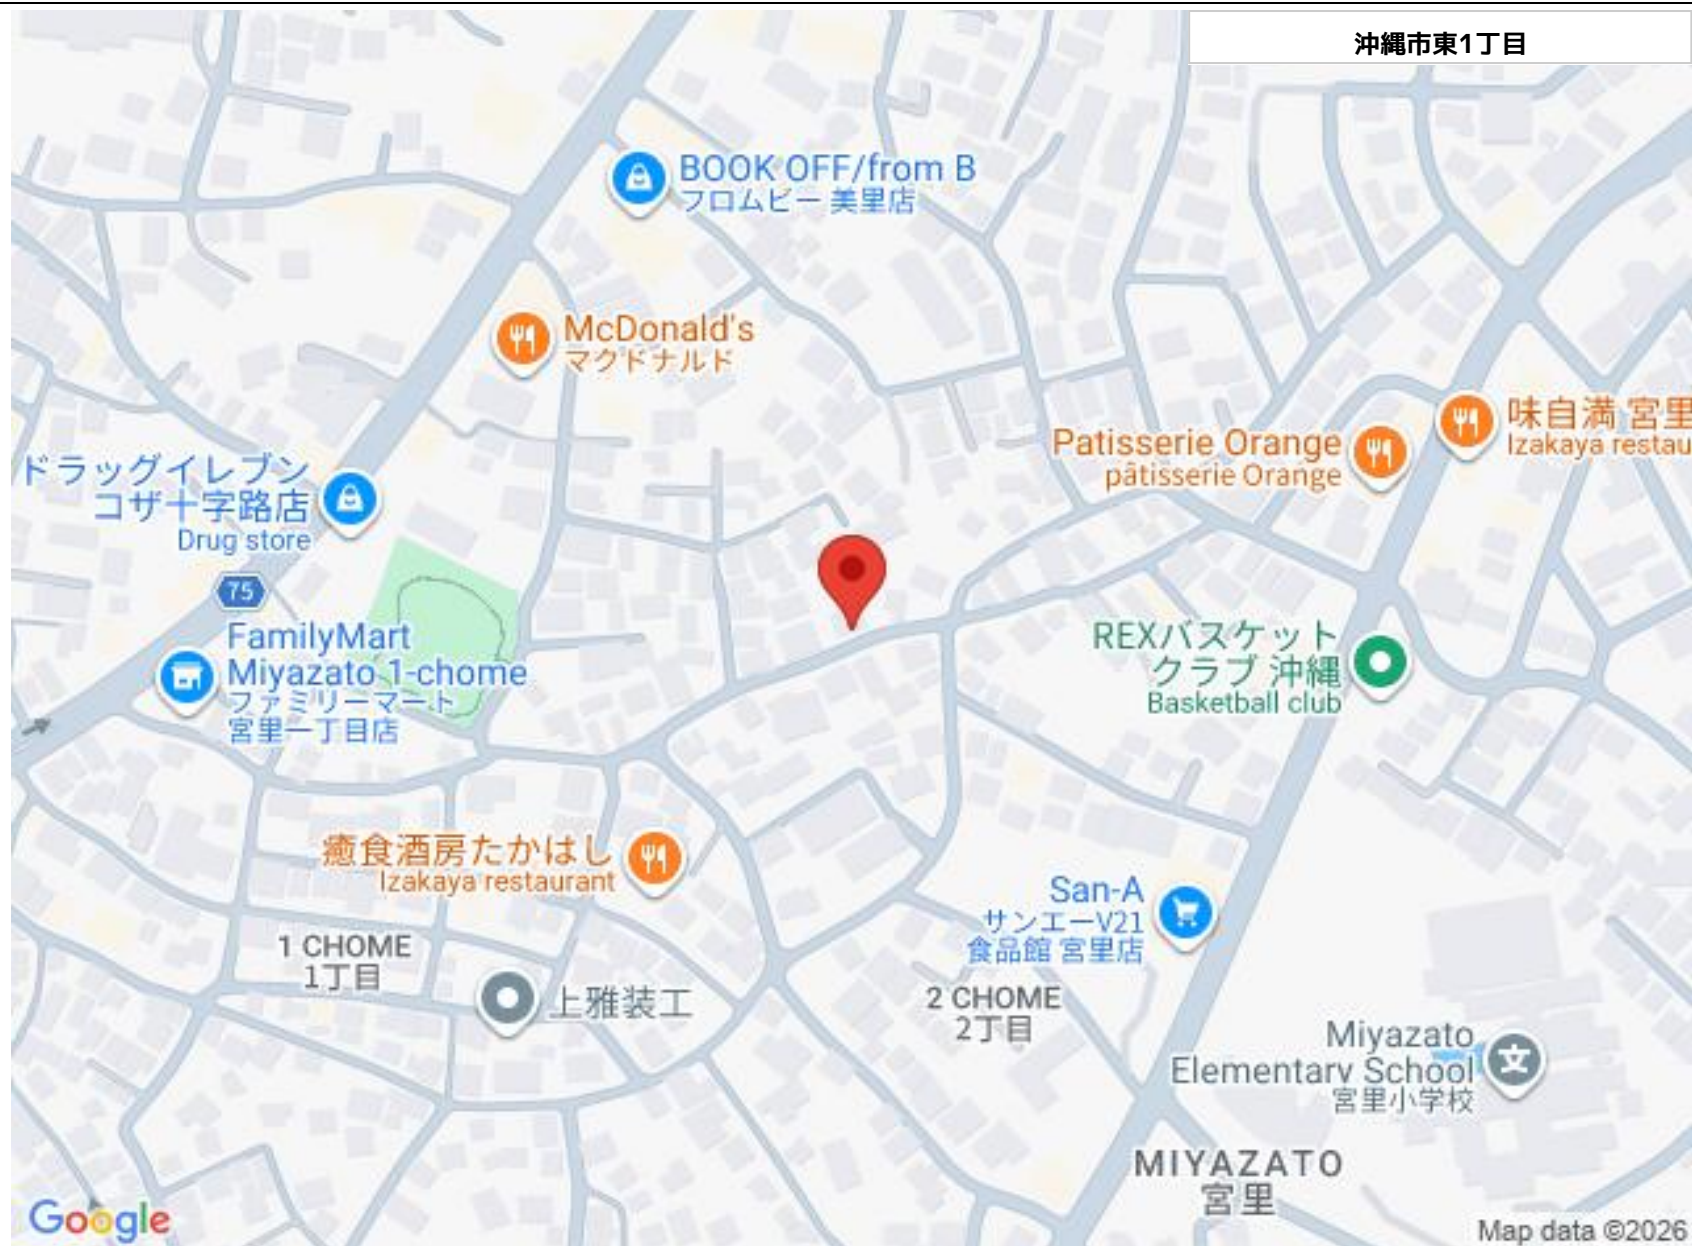 沖縄市東1丁目
BOOK OFF/from B
フロムビー 美里店
McDonald's
マクドナルド
味自満 宮里
Izakaya restau
Patisserie Orange
pâtisserie Orange
ドラッグイレブン
コザ十字路店
Drug store
75
FamilyMart
Miyazato 1-chome
ファミリーマート
宮里一丁目店
REXバスケット
クラブ 沖縄
Basketball club
癒食酒房たかはし
Izakaya restaurant
San-A
サンエーV21
食品館 宮里店
1 CHOME
1丁目
上雅装工
2 CHOME
2丁目
Miyazato
Elementary School
宮里小学校
文
MIYAZATO
宮里
Google
Map data ©2026